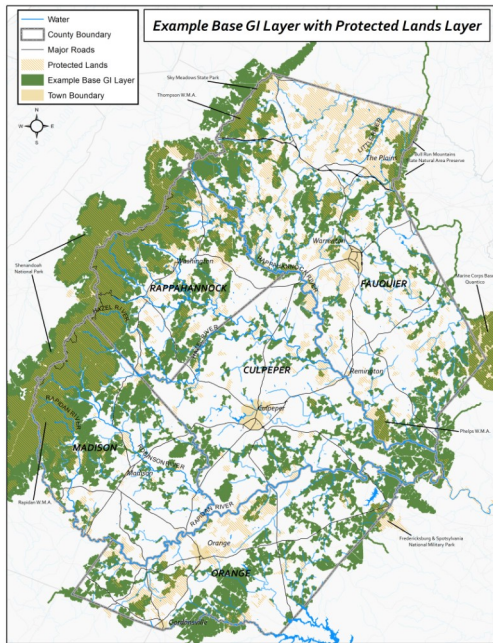 Example Base GI Layer with Protected Lands Layer
Water
County Boundary
Major Roads
Protected Lands
Example Base GI Layer
Town Boundary
N
W
E
S
Sky Meadows State Park
Thompson W.M.A.
The Plains
Bull Run Mountains
State Natural Area Preserve
Shenandoah
National Park
Warrenton
Washington
RAPPAHANNOCK RIVER
RAPPAHANNOCK
FAUQUIER
Marine Corps Base
Quantico
HAZEL RIVER
CULPEPER
Remington
RAPIDAN RIVER
Culpeper
Phelps W.M.A.
MADISON
ROBINSON RIVER
Madison
Rapidan W.M.A.
RAPIDAN RIVER
Orange
Fredericksburg & Spotsylvania
National Military Park
ORANGE
Gordonsville